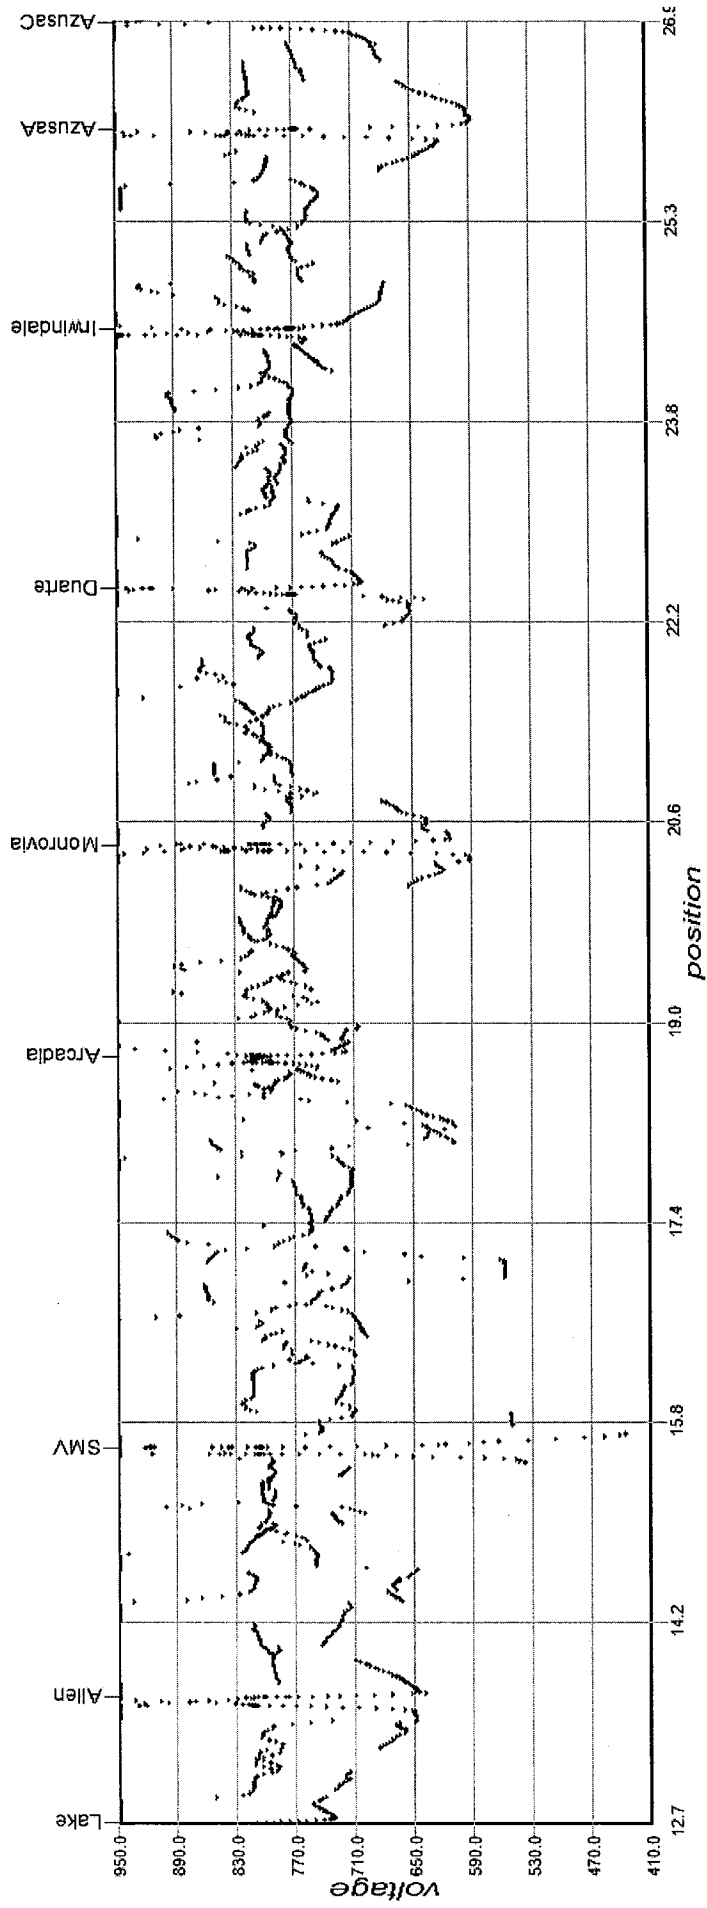 AzusaC
AzusaA
Irwindale
Duarte
Monrovia
Arcadia
SMV
Allen
Lake
26.9
25.3
23.8
22.2
20.6
19.0
17.4
15.8
14.2
12.7
position
950.0
890.0
830.0
770.0
710.0
650.0
590.0
530.0
470.0
410.0
voltage